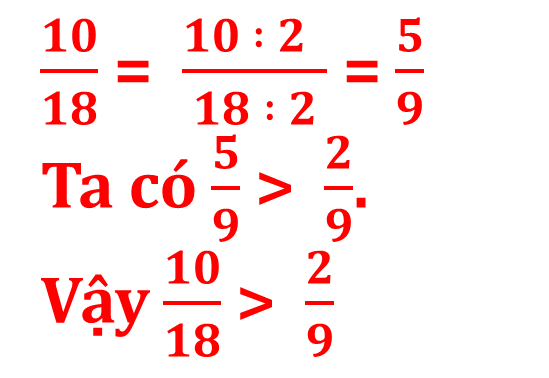 10/18 = 10 : 2/18 : 2 = 5/9
Ta có 5/9 > 2/9.
Vậy 10/18 > 2/9